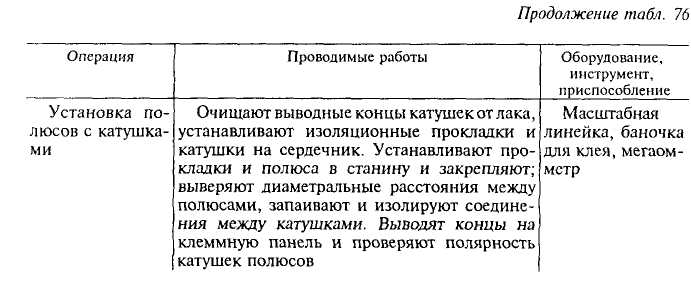 Продолжение табл. 76
Операция
Проводимые работы
Оборудование,
инструмент,
приспособление
Установка по-
люсов с катушка-
ми
Очищают выводные концы катушек от лака,
устанавливают изоляционные прокладки и
катушки на сердечник. Устанавливают про-
кладки и полюса в станину и закрепляют;
выверяют диаметральные расстояния между
полюсами, запаивают и изолируют соедине-
ния между катушками. Выводят концы на
клеммную панель и проверяют полярность
катушек полюсов
Масштабная
линейка, баночка
для клея, мегаом-
метр